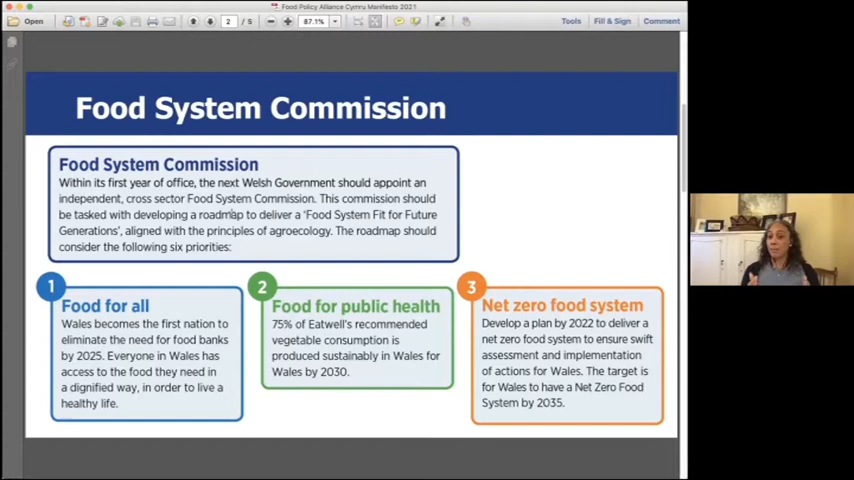 Food Policy Alliance Cymru Manifesto 2021
Open
2 / 5
87.1%
Tools
Fill & Sign
Comment
Food System Commission
Food System Commission
Within its first year of office, the next Welsh Government should appoint an
independent, cross sector Food System Commission. This commission should
be tasked with developing a roadmap to deliver a ‘Food System Fit for Future
Generations’, aligned with the principles of agroecology. The roadmap should
consider the following six priorities:
1
Food for all
Wales becomes the first nation to
eliminate the need for food banks
by 2025. Everyone in Wales has
access to the food they need in
a dignified way, in order to live a
healthy life.
2
Food for public health
75% of Eatwell's recommended
vegetable consumption is
produced sustainably in Wales for
Wales by 2030.
3
Net zero food system
Develop a plan by 2022 to deliver a
net zero food system to ensure swift
assessment and implementation
of actions for Wales. The target is
for Wales to have a Net Zero Food
System by 2035.